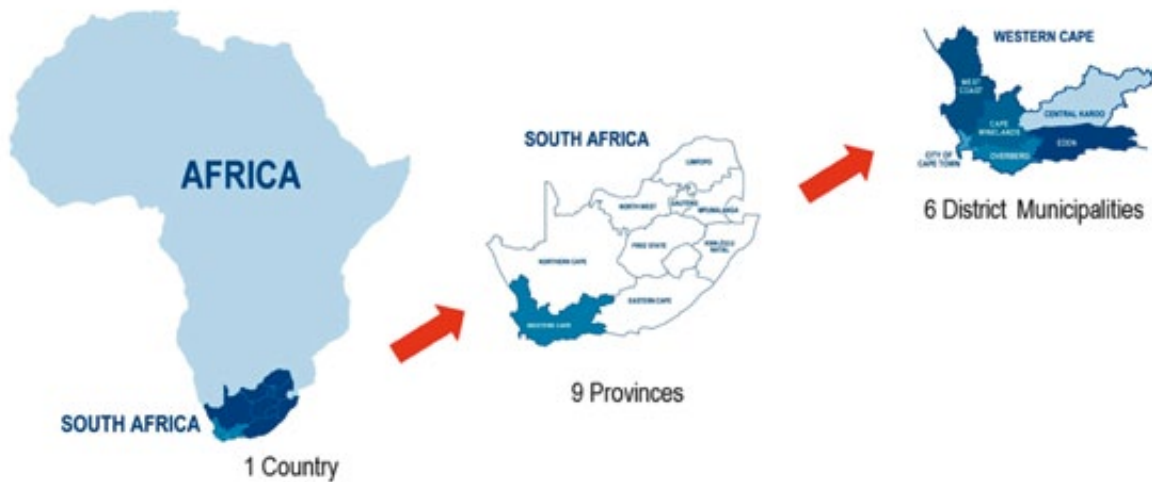 AFRICA
SOUTH AFRICA
1 Country
SOUTH AFRICA
LIMPOPO
NORTH WEST
GAUTENG
MPUMALANGA
FREE STATE
KWAZULU
NATAL
NORTHERN CAPE
EASTERN CAPE
WESTERN CAPE
9 Provinces
WESTERN CAPE
WEST
COAST
CENTRAL KAROO
CAPE
WINELANDS
EDEN
OVERBERG
CITY OF
CAPE TOWN
6 District Municipalities